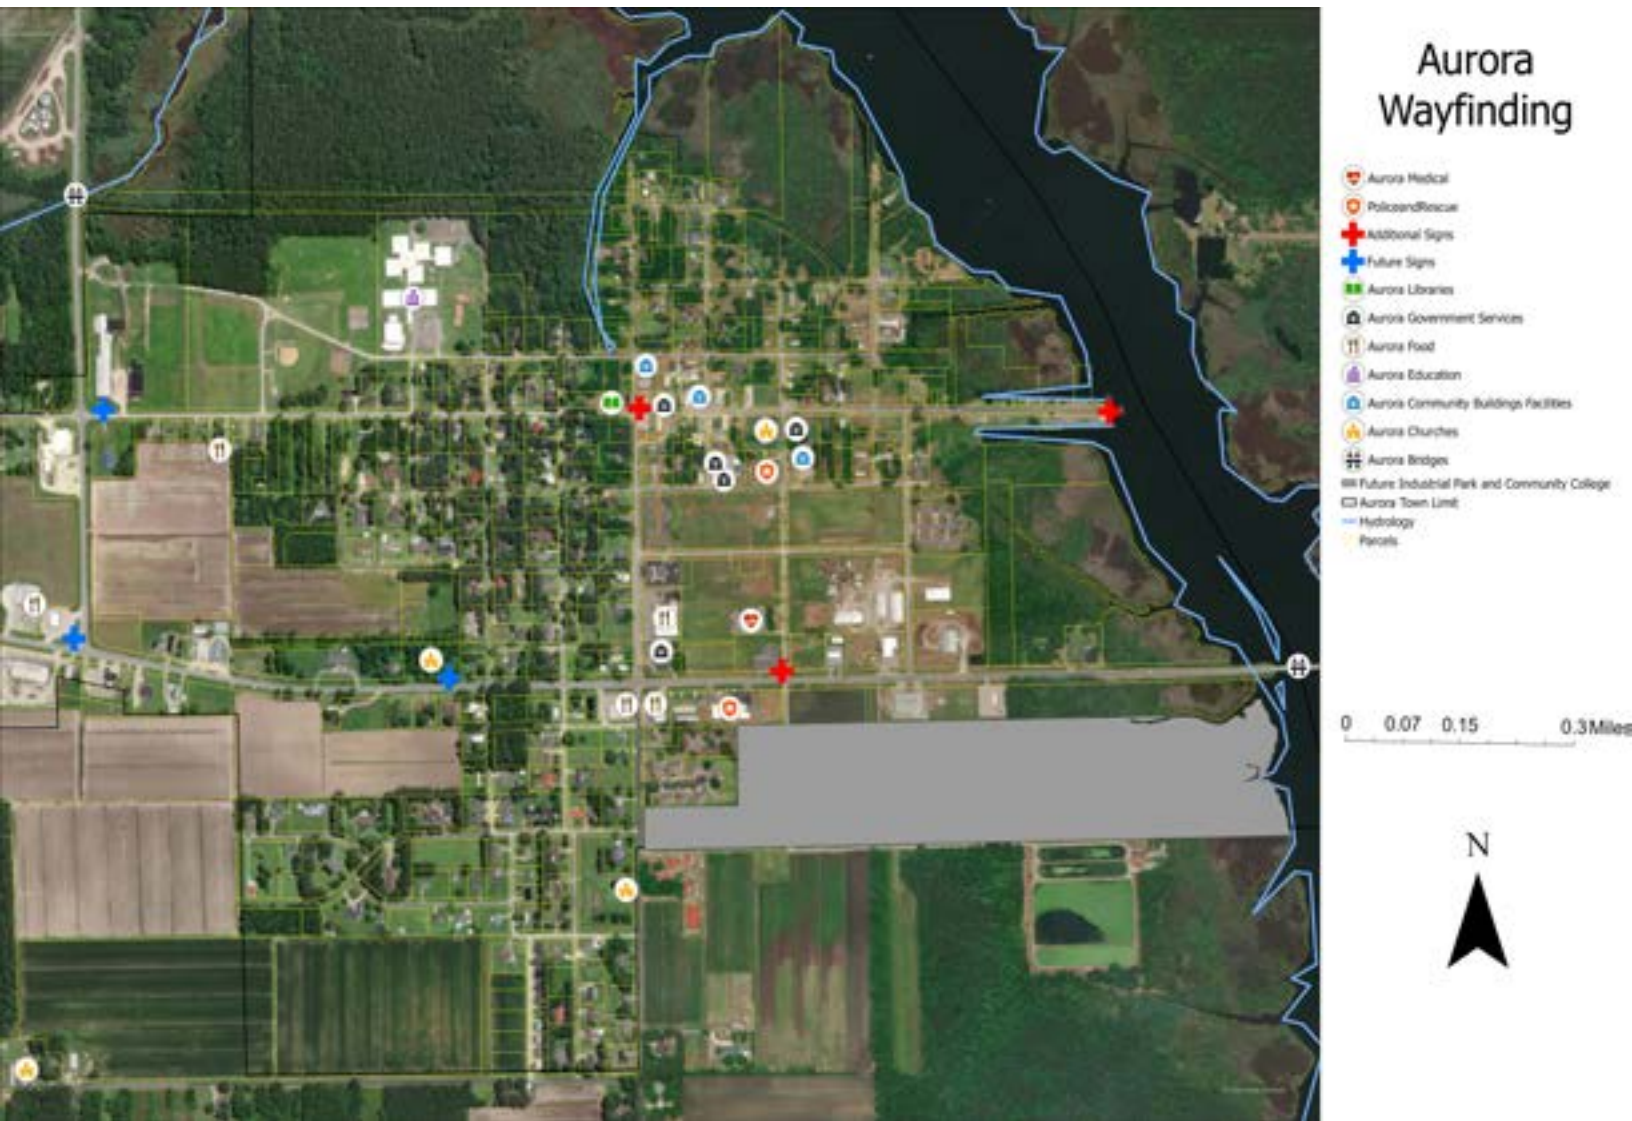 Aurora
Wayfinding
Aurora Medical
PoliceandRescue
Additional Signs
Future Signs
Aurora Libraries
Aurora Government Services
Aurora Food
Aurora Education
Aurora Community Buildings Facilities
Aurora Churches
Aurora Bridges
Future Industrial Park and Community College
Aurora Town Limit
Hydrology
Parcels
0 0.07 0.15 0.3 Miles
N